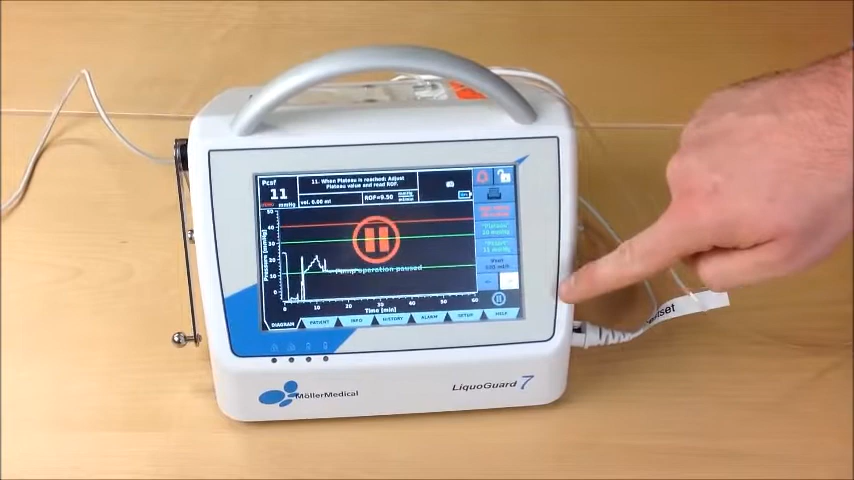 Pcsf
11
mmHg
11. When Plateau is reached: Adjust
Plateau value and read ROF.
vol. 0.00 ml
ROF=9.50
Pressure [mmHg]
50
40
30
20
10
0
Pump operation paused
0
10
20
30
40
50
60
Time [min]
DIAGRAM
PATIENT
INFO
HISTORY
ALARM
SETUP
HELP
MöllerMedical
LiquoGuard 7